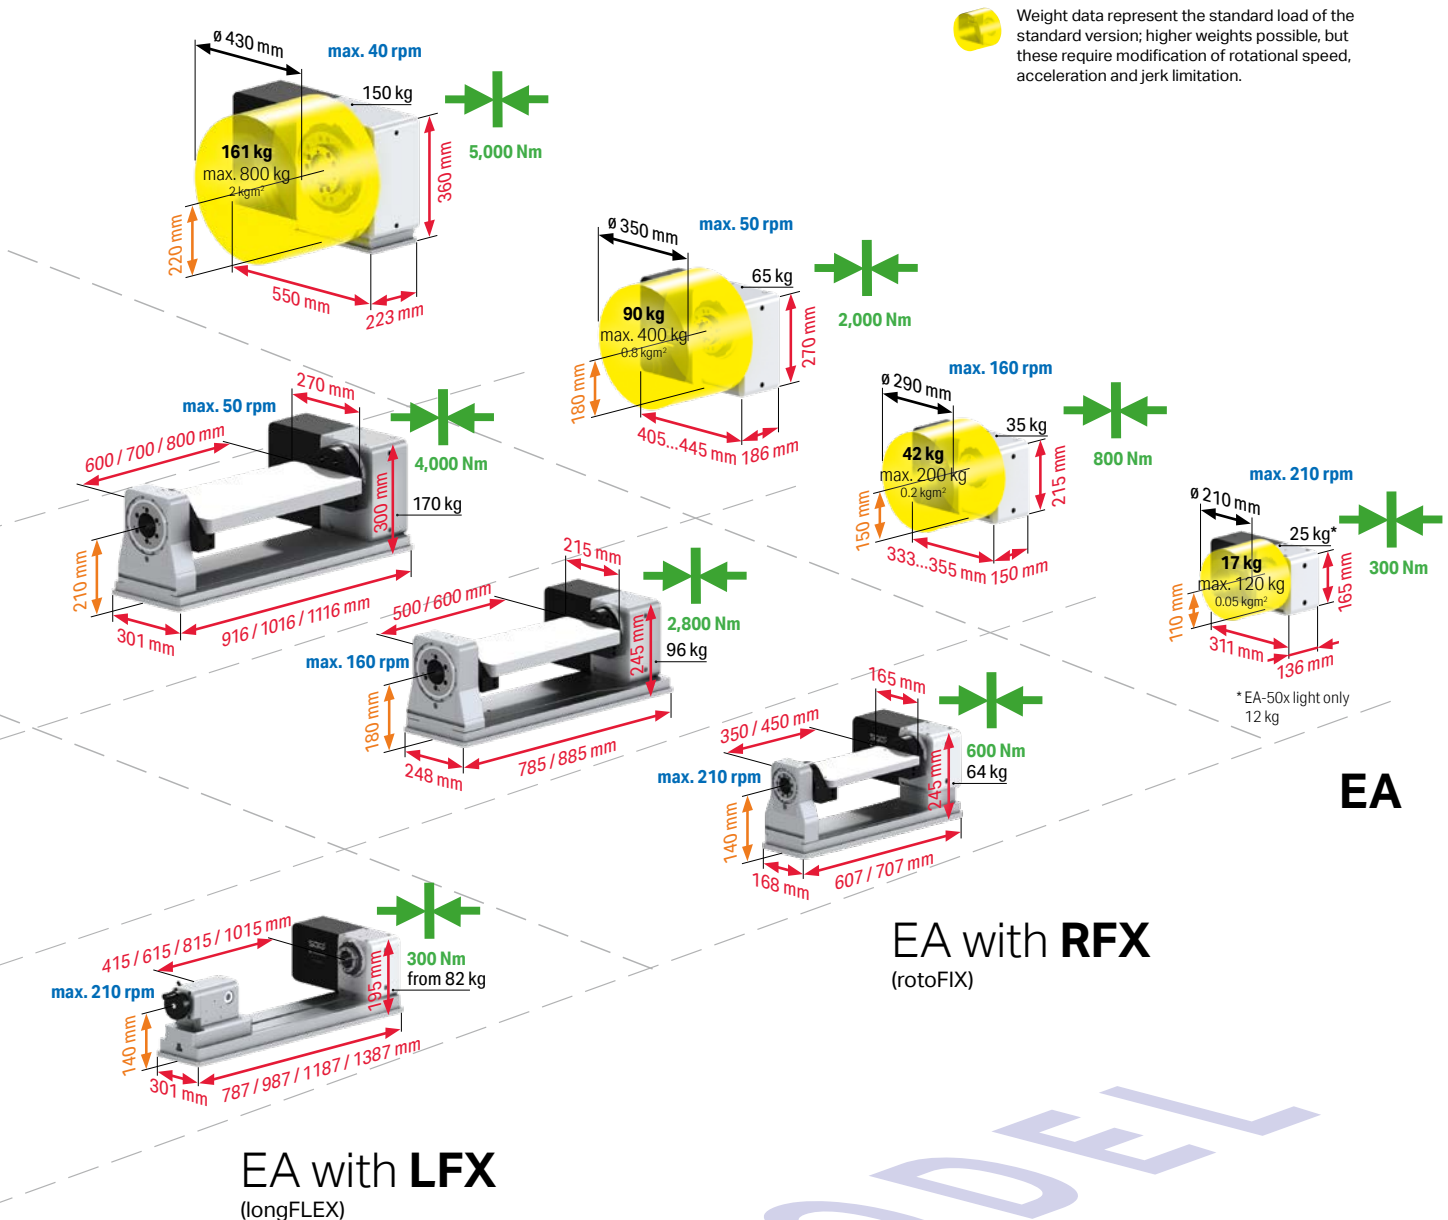 Weight data represent the standard load of the
standard version; higher weights possible, but
these require modification of rotational speed,
acceleration and jerk limitation.
ø 430 mm
max. 40 rpm
150 kg
5,000 Nm
161 kg
max. 800 kg
2 kgm²
360 mm
220 mm
550 mm
223 mm
ø 350 mm
max. 50 rpm
65 kg
2,000 Nm
90 kg
max. 400 kg
0.8 kgm²
270 mm
180 mm
405...445 mm
186 mm
ø 290 mm
max. 160 rpm
35 kg
800 Nm
42 kg
max. 200 kg
0.2 kgm²
215 mm
150 mm
333...355 mm
150 mm
ø 210 mm
max. 210 rpm
25 kg*
300 Nm
17 kg
max. 120 kg
0.05 kgm²
165 mm
110 mm
311 mm
136 mm
* EA-50x light only
12 kg
EA
270 mm
max. 50 rpm
600 / 700 / 800 mm
4,000 Nm
300 mm
170 kg
210 mm
301 mm
916 / 1016 / 1116 mm
215 mm
500 / 600 mm
2,800 Nm
max. 160 rpm
245 mm
96 kg
180 mm
248 mm
785 / 885 mm
165 mm
350 / 450 mm
600 Nm
max. 210 rpm
245 mm
64 kg
140 mm
168 mm
607 / 707 mm
EA with RFX
(rotoFIX)
415 / 615 / 815 / 1015 mm
300 Nm
from 82 kg
max. 210 rpm
195 mm
140 mm
301 mm
787 / 987 / 1187 / 1387 mm
EA with LFX
(longFLEX)